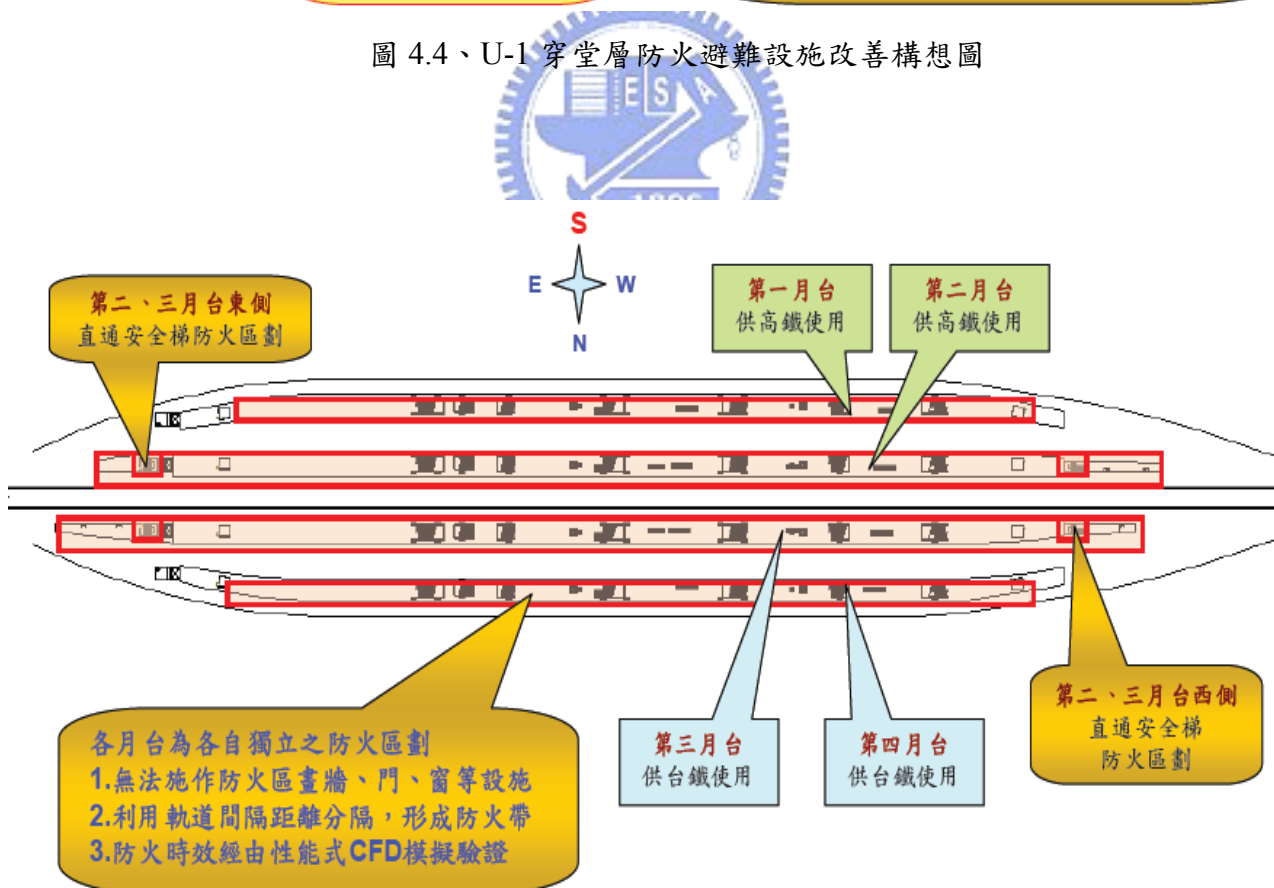 圖 4.4、U-1 穿堂層防火避難設施改善構想圖
E S A
S
E W
N
第二、三月台東側
直通安全梯防火區劃
第一月台
供高鐵使用
第二月台
供高鐵使用
各月台為各自獨立之防火區劃
1.無法施作防火區畫牆、門、窗等設施
2.利用軌道間隔距離分隔，形成防火帶
3.防火時效經由性能式CFD模擬驗證
第三月台
供台鐵使用
第四月台
供台鐵使用
第二、三月台西側
直通安全梯
防火區劃